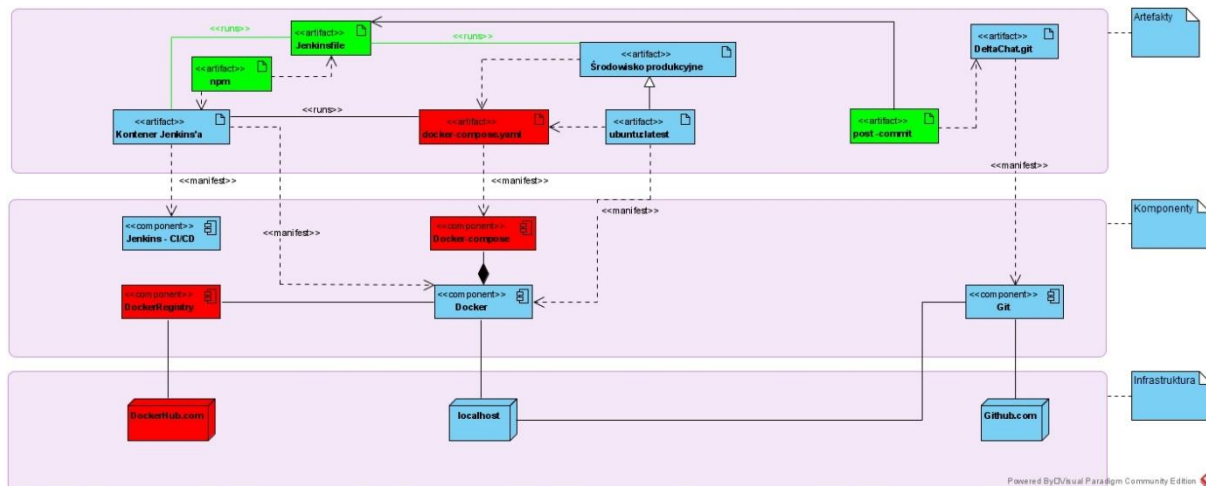 <<artifact>>
Jenkinsfile
<<runs>>
<<runs>>
<<artifact>>
npm
<<artifact>>
Środowisko produkcyjne
<<artifact>>
DeltaChat.git
Artefakty
<<artifact>>
Kontener Jenkins'a
<<runs>>
<<artifact>>
docker-compose.yaml
<<artifact>>
ubuntu:latest
<<artifact>>
post-commit
<<manifest>>
<<manifest>>
<<manifest>>
<<manifest>>
<<manifest>>
<<component>>
Jenkins - CI/CD
<<component>>
Docker-compose
Komponenty
<<component>>
DockerRegistry
<<component>>
Docker
<<component>>
Git
DockerHub.com
localhost
Github.com
Infrastruktura
Powered By Visual Paradigm Community Edition